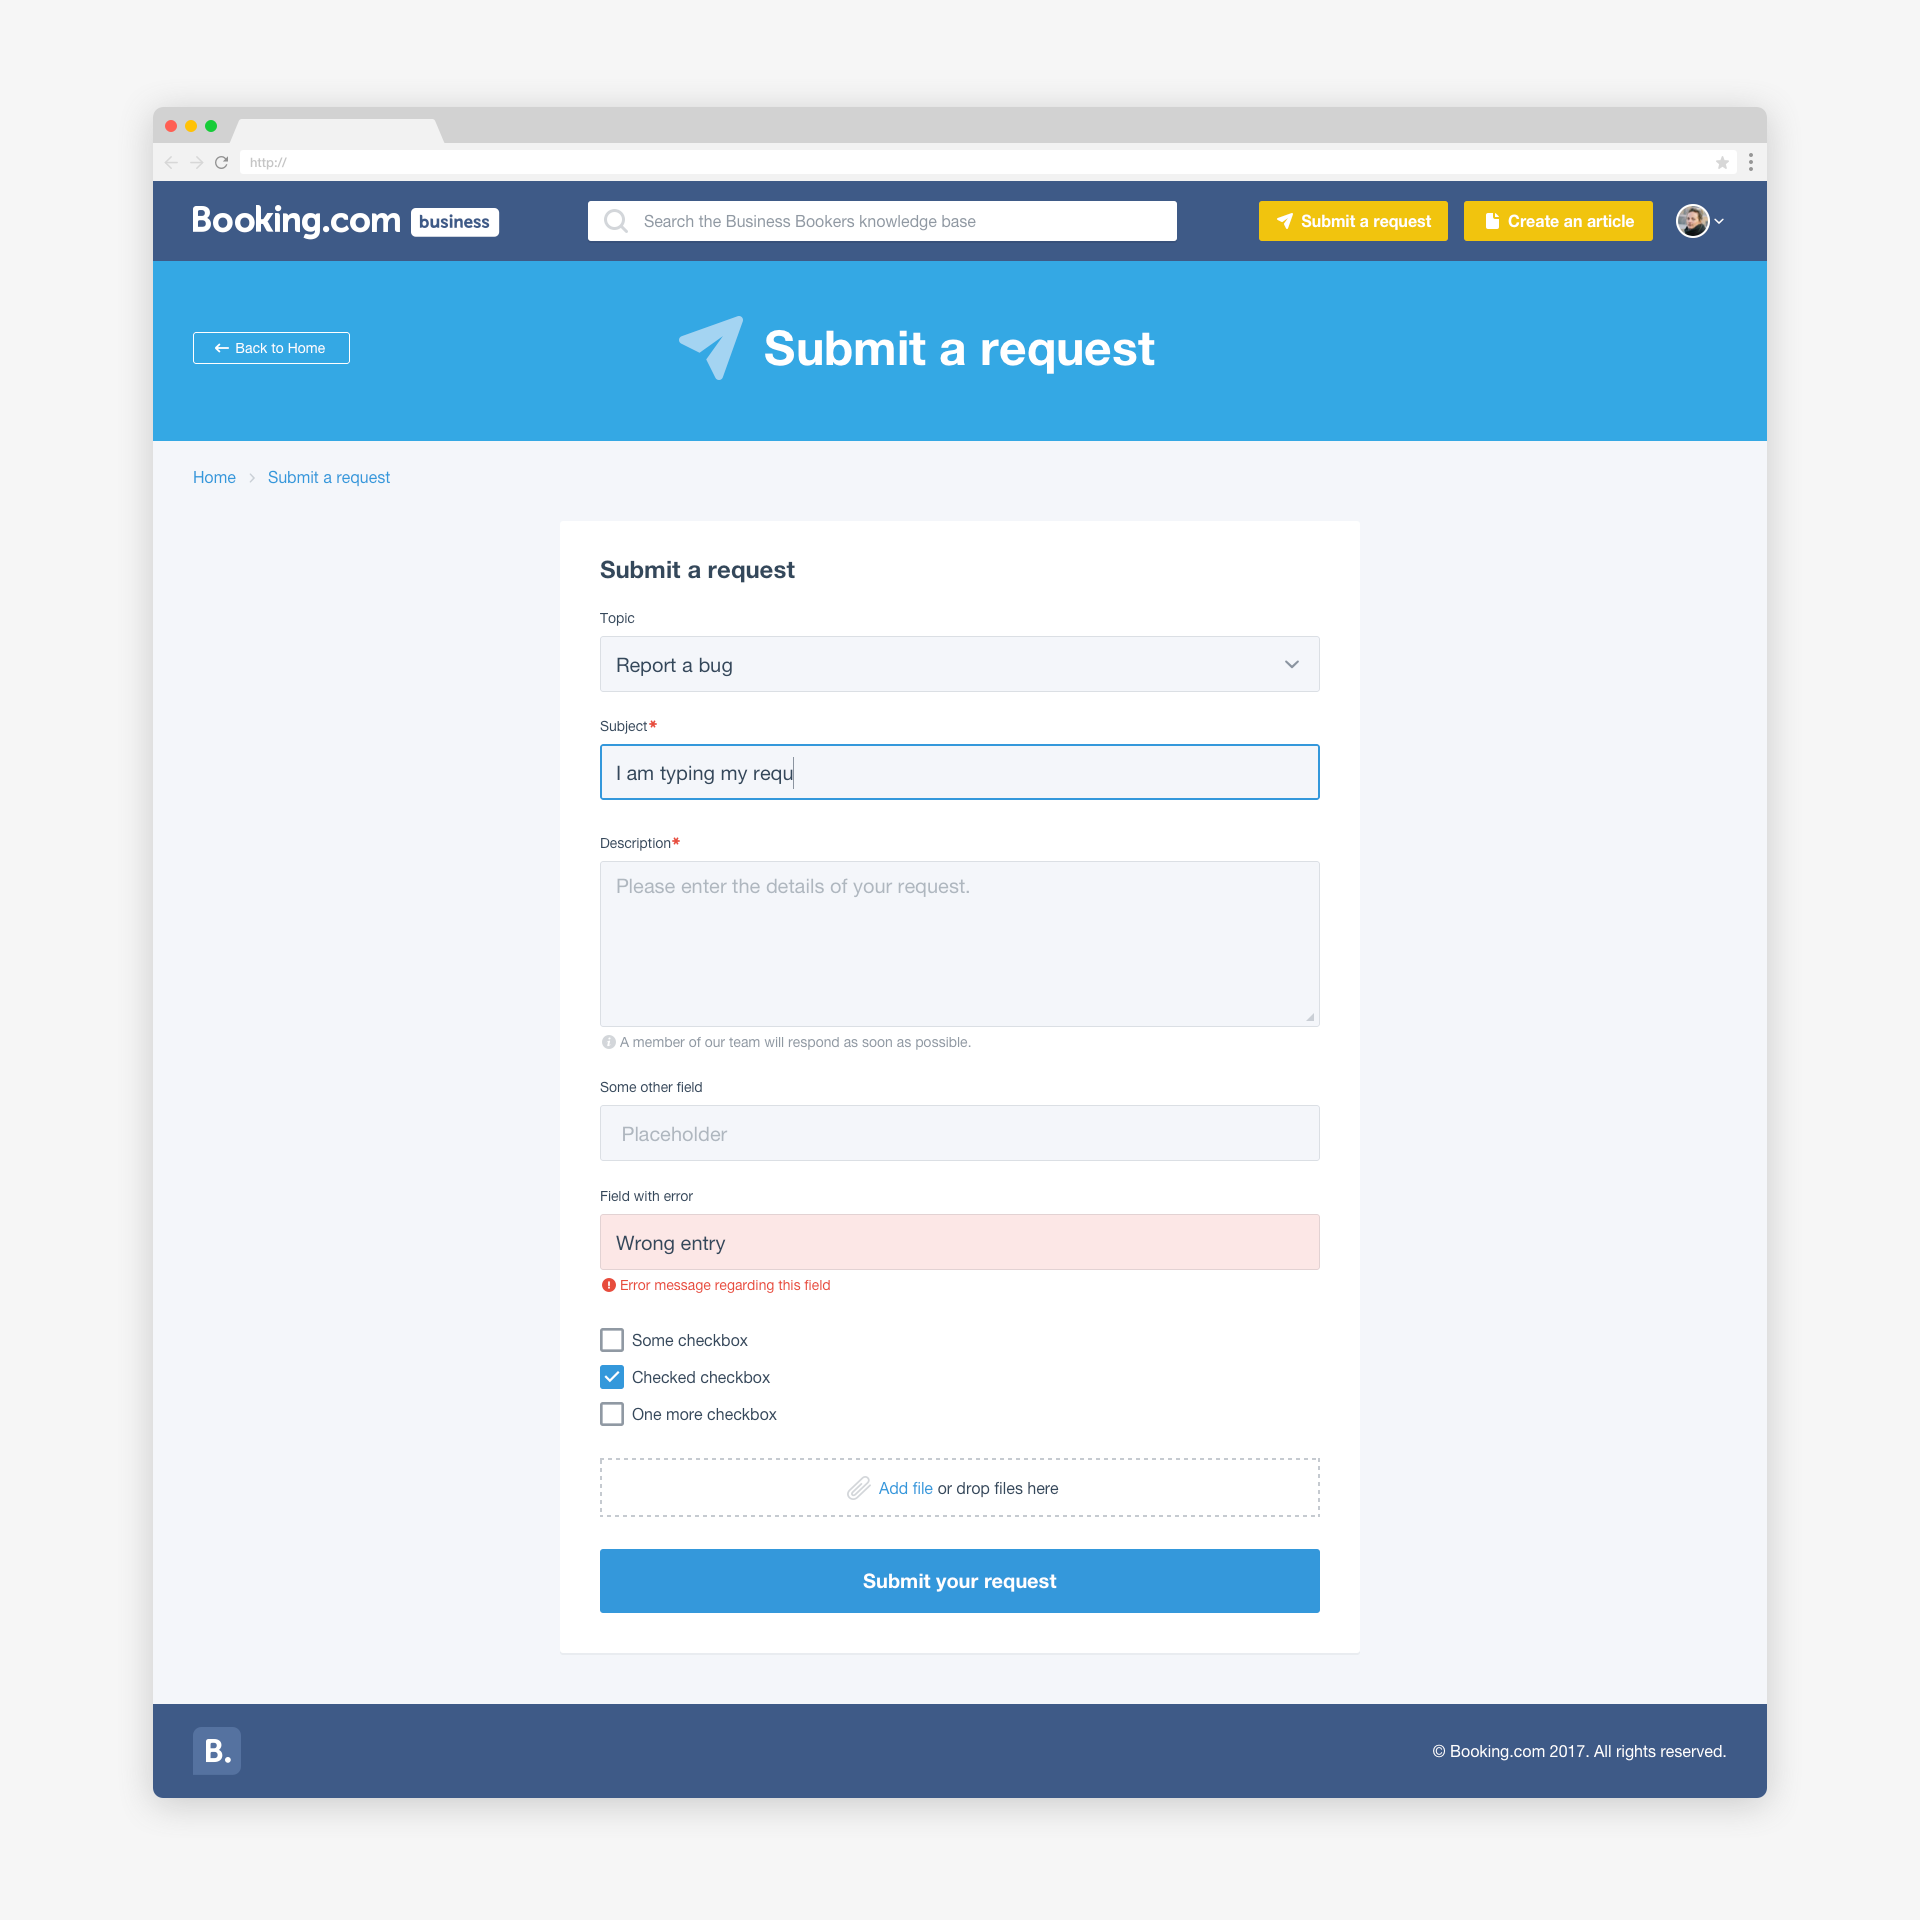 http://
Booking.com business
Search the Business Bookers knowledge base
Submit a request
Create an article
Back to Home
Submit a request
Home
Submit a request
Submit a request
Topic
Report a bug
Subject*
I am typing my requ
Description*
Please enter the details of your request.
A member of our team will respond as soon as possible.
Some other field
Placeholder
Field with error
Wrong entry
Error message regarding this field
Some checkbox
Checked checkbox
One more checkbox
Add file or drop files here
Submit your request
B.
© Booking.com 2017. All rights reserved.